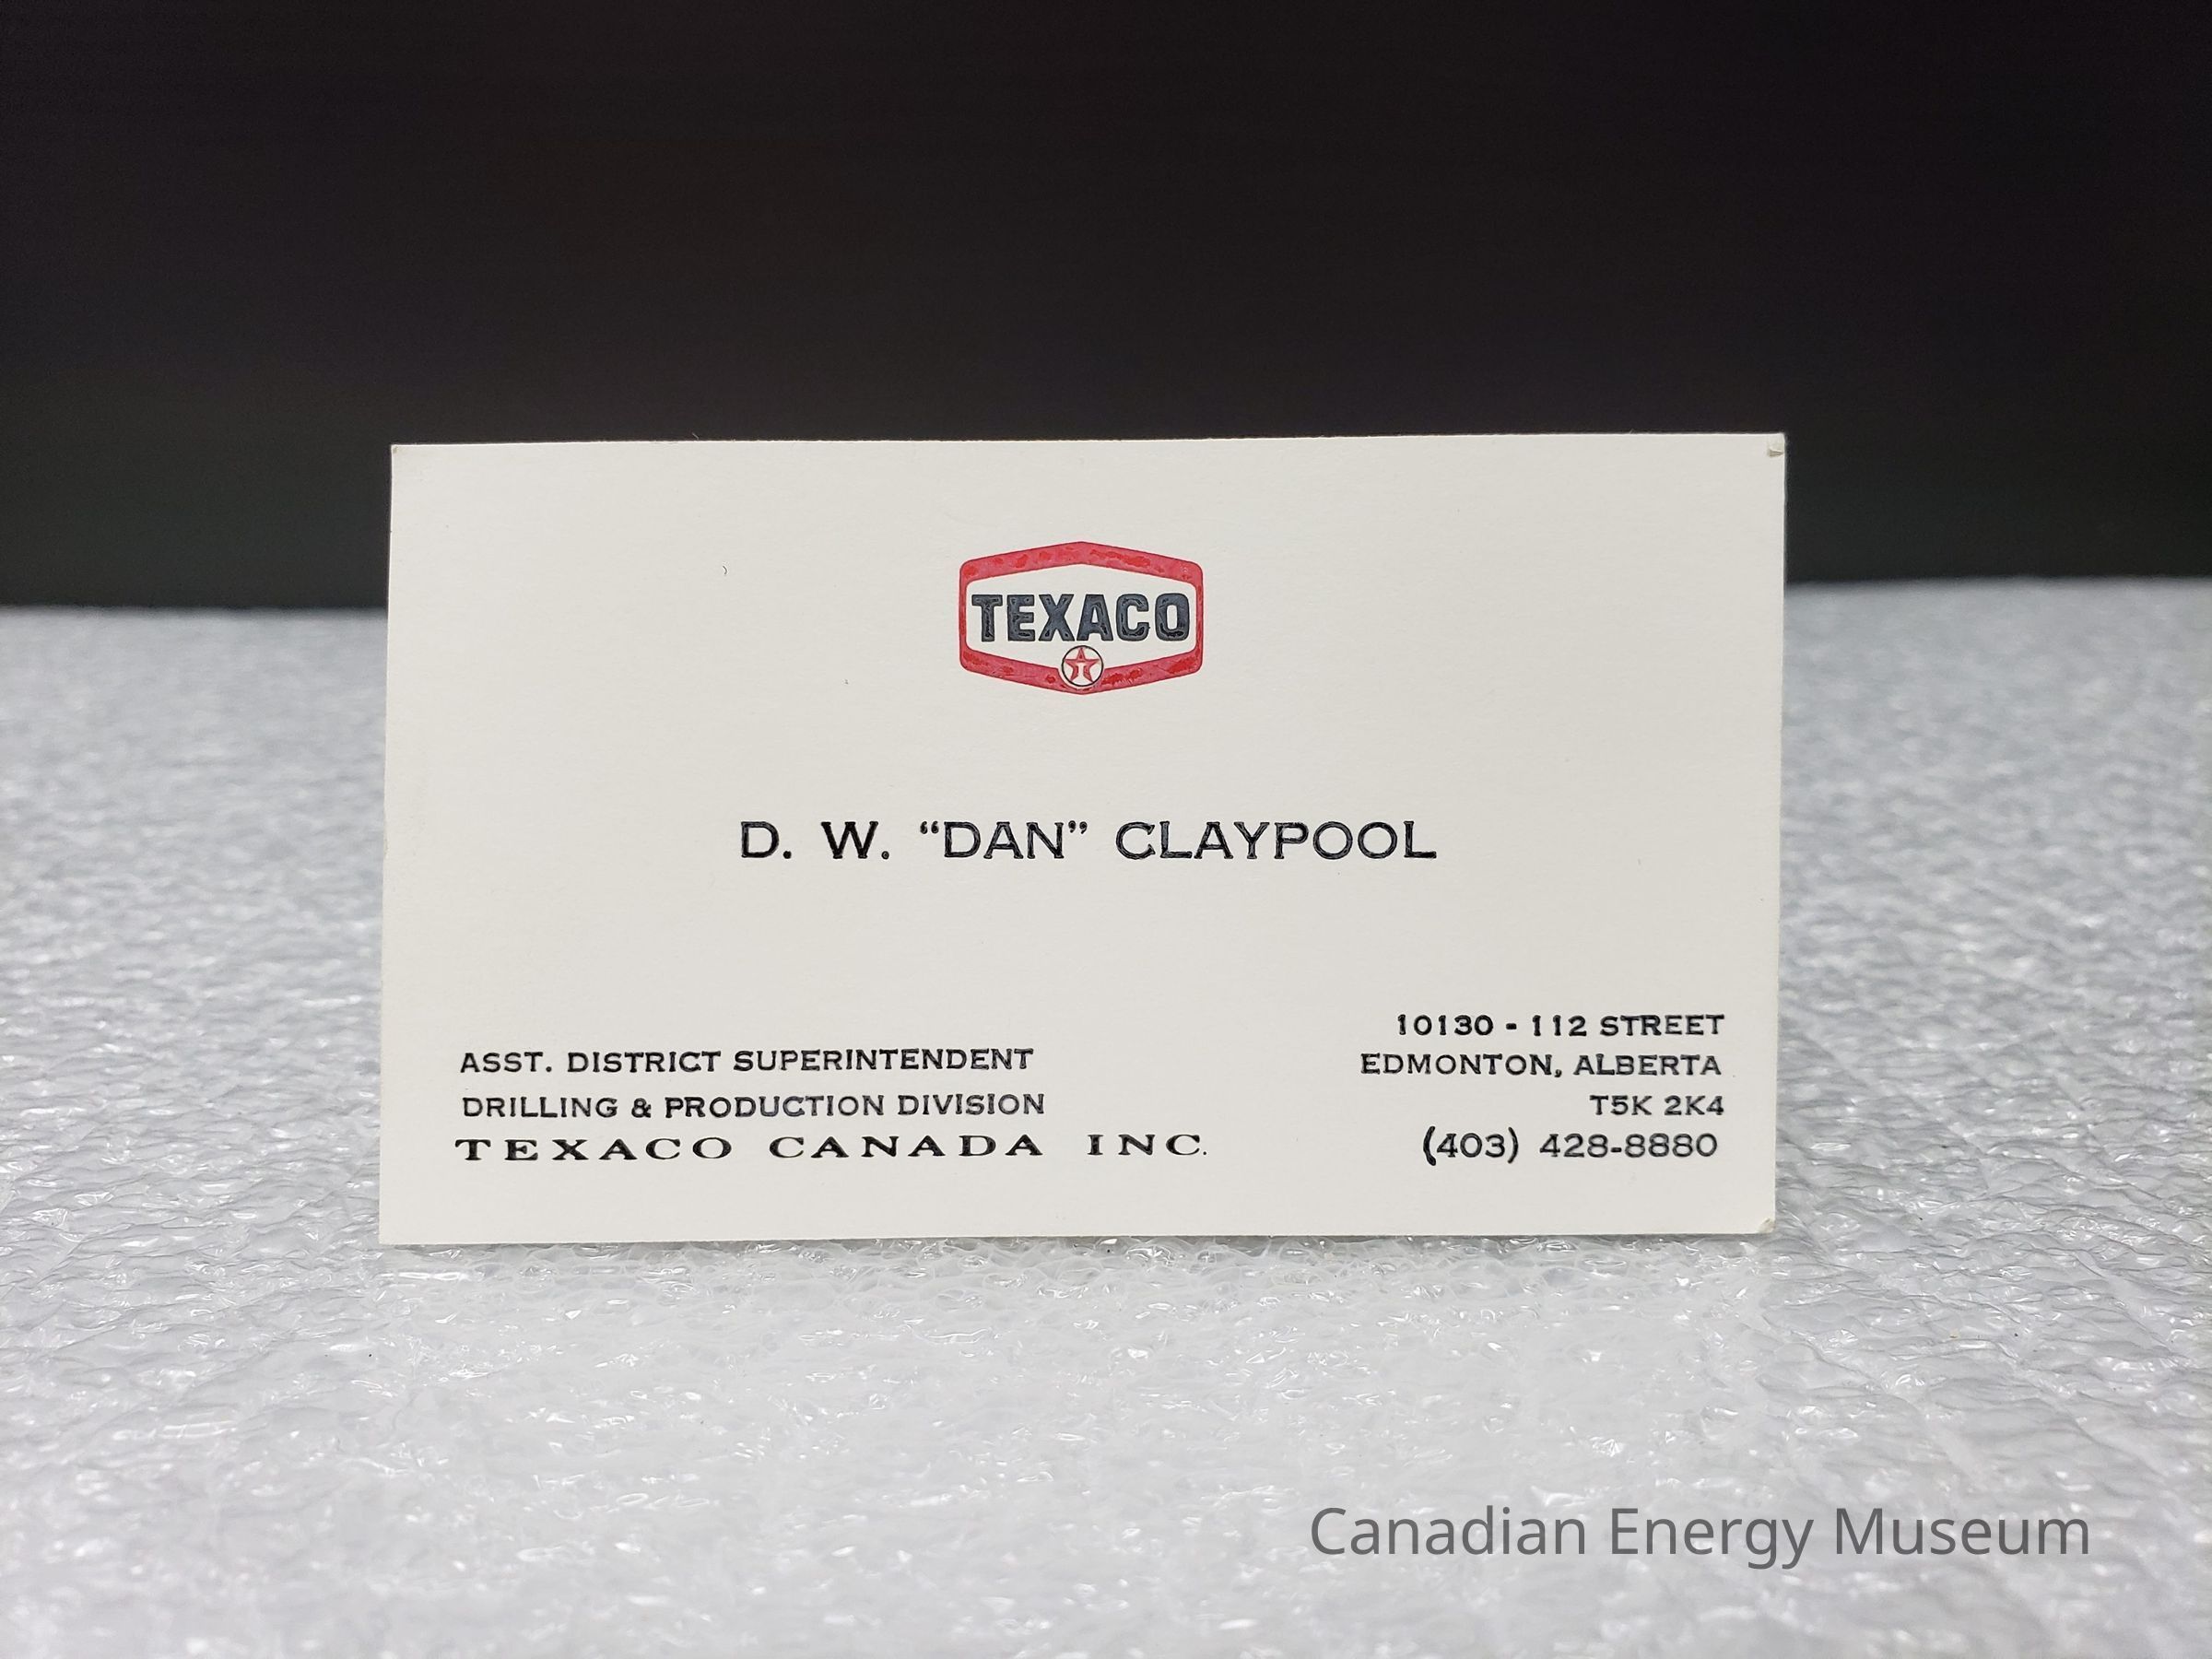 TEXACO
T
D. W. “DAN” CLAYPOOL
ASST. DISTRICT SUPERINTENDENT
DRILLING & PRODUCTION DIVISION
TEXACO CANADA INC.
10130 - 112 STREET
EDMONTON, ALBERTA
T5K 2K4
(403) 428-8880
Canadian Energy Museum